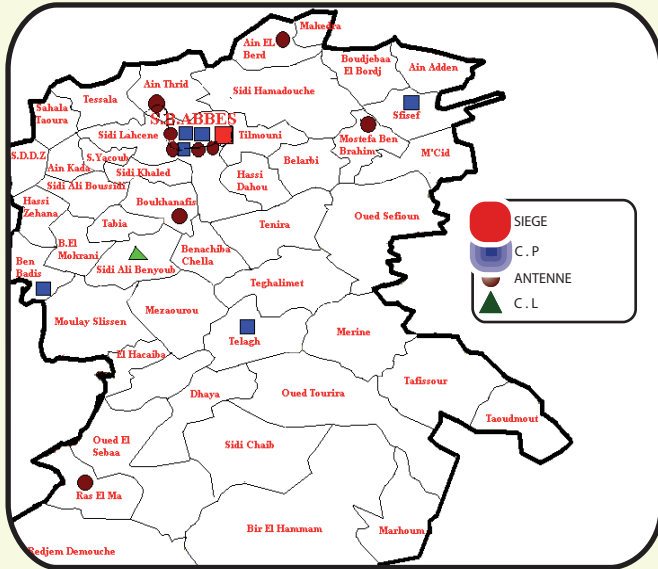 Makedra
Ain EL
Berd
Boudjebaa
El Bordj
Ain Adden
Ain Thrid
Sidi Hamadouche
Tessala
Sahala
Taoura
Sfisef
S.B.ABBES
Sidi Lahcene
Tilmouni
Mostefa Ben
Brahim
M'Cid
S.D.D.Z
S.Yacoub
Belarbi
Ain Kada
Sidi Khaled
Hassi
Dahou
Sidi Ali Boussidi
Hassi
Zehana
Boukhanafis
Oued Sefioun
Tabia
Tenira
B.El
Mohrani
Benachiba
Chella
Ben
Badis
Sidi Ali Benyoub
Teghalimet
Mezaourou
Moulay Slissen
Telagh
Merine
El Hacaiba
Tafissour
Dhaya
Oued Tourira
Taoudmout
Oued El
Sebaa
Sidi Chaib
Ras El Ma
Bir El Hammam
Marhoum
Redjem Demouche
SIEGE
C.P
ANTENNE
C.L